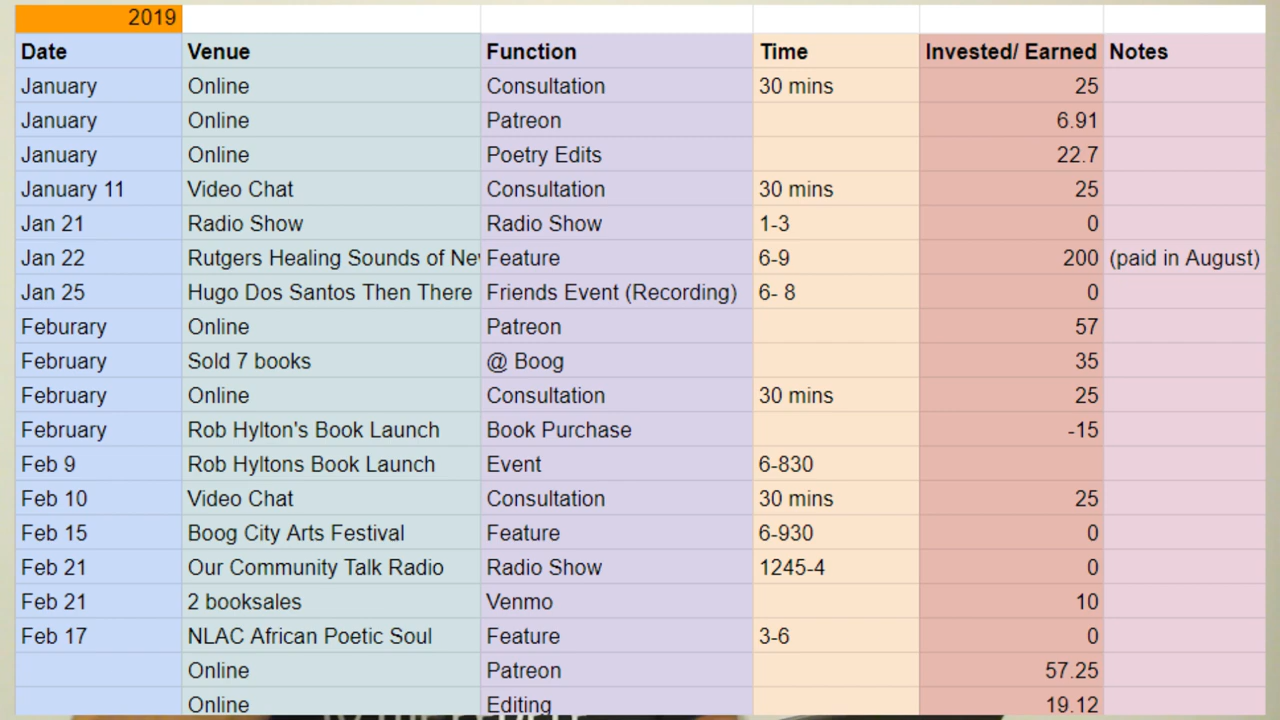 2019
Date Venue Function Time Invested/ Earned Notes
January Online Consultation 30 mins 25
January Online Patreon 6.91
January Online Poetry Edits 22.7
January 11 Video Chat Consultation 30 mins 25
Jan 21 Radio Show Radio Show 1-3 0
Jan 22 Rutgers Healing Sounds of Feature 6-9 200 (paid in August)
Jan 25 Hugo Dos Santos Then There Friends Event (Recording) 6- 8 0
Feburary Online Patreon 57
February Sold 7 books @ Boog 35
February Online Consultation 30 mins 25
February Rob Hylton's Book Launch Book Purchase -15
Feb 9 Rob Hyltons Book Launch Event 6-830
Feb 10 Video Chat Consultation 30 mins 25
Feb 15 Boog City Arts Festival Feature 6-930 0
Feb 21 Our Community Talk Radio Radio Show 1245-4 0
Feb 21 2 booksales Venmo 10
Feb 17 NLAC African Poetic Soul Feature 3-6 0
Online Patreon 57.25
Online Editing 19.12